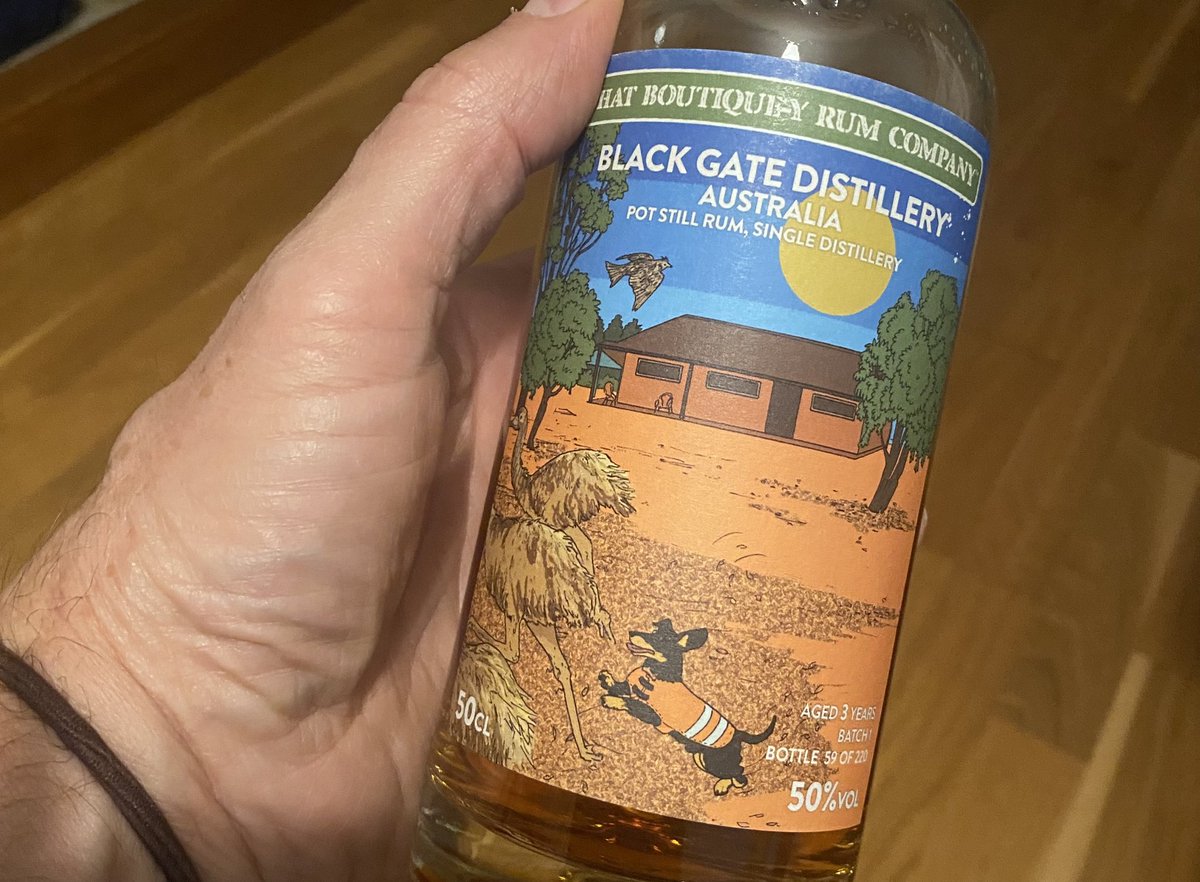 HAT BOUTIQUE-Y RUM COMPANY
BLACK GATE DISTILLERY
AUSTRALIA
POT STILL RUM, SINGLE DISTILLERY
50CL
AGED 3 YEARS
BATCH 1
BOTTLE 59 OF 220
50%VOL